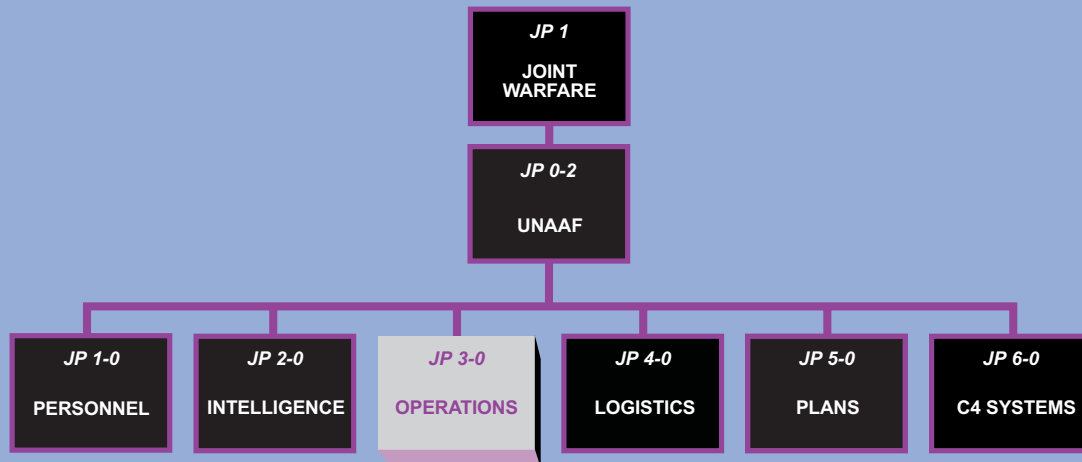 JP 1
JOINT
WARFARE
JP 0-2
UNAAF
JP 1-0
PERSONNEL
JP 2-0
INTELLIGENCE
JP 3-0
OPERATIONS
JP 4-0
LOGISTICS
JP 5-0
PLANS
JP 6-0
C4 SYSTEMS